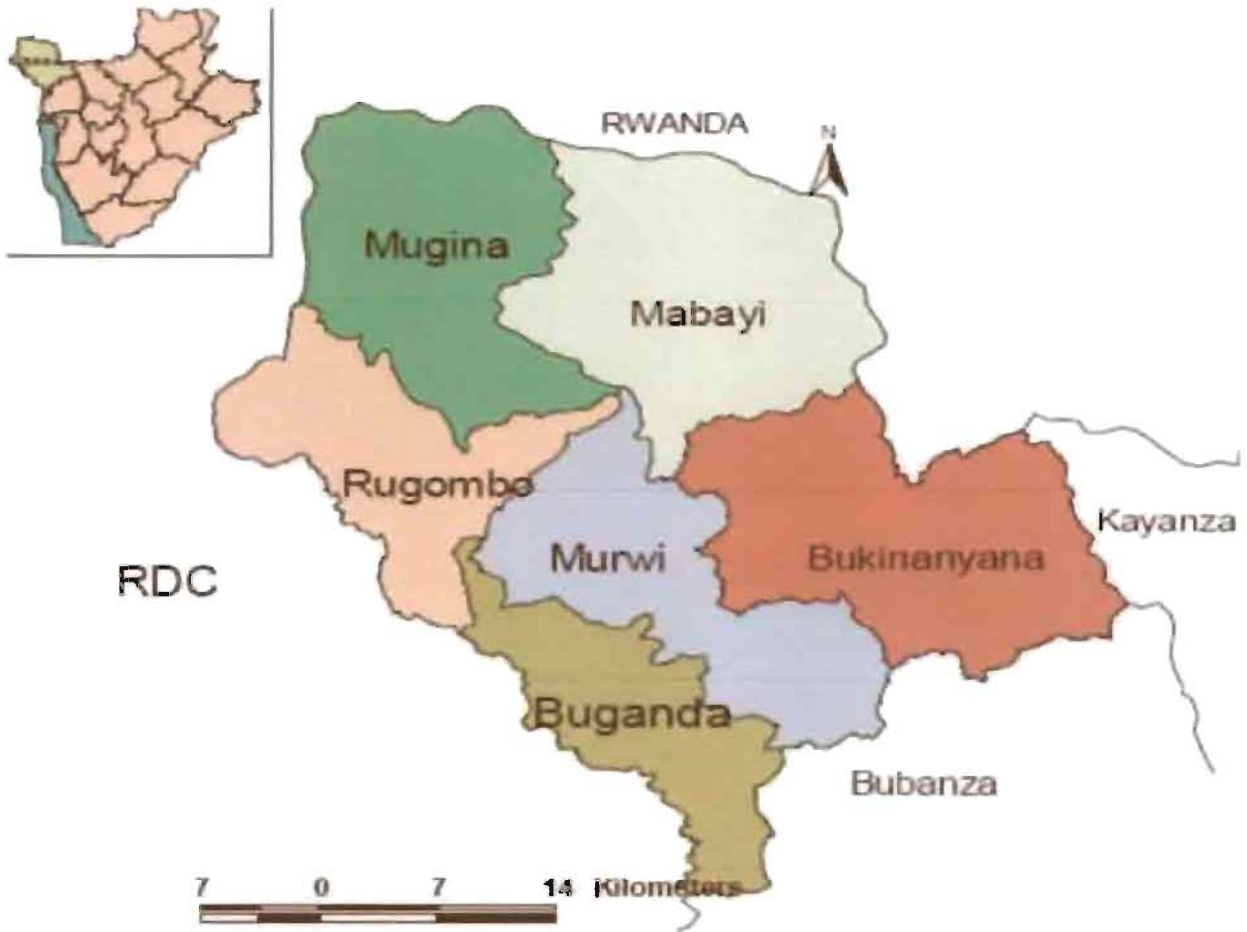 RWANDA
N
Mugina
Mabayi
Rugombo
Kayanza
Murwi
Bukinanyana
RDC
Buganda
Bubanza
7 0 7 14 Kilometers